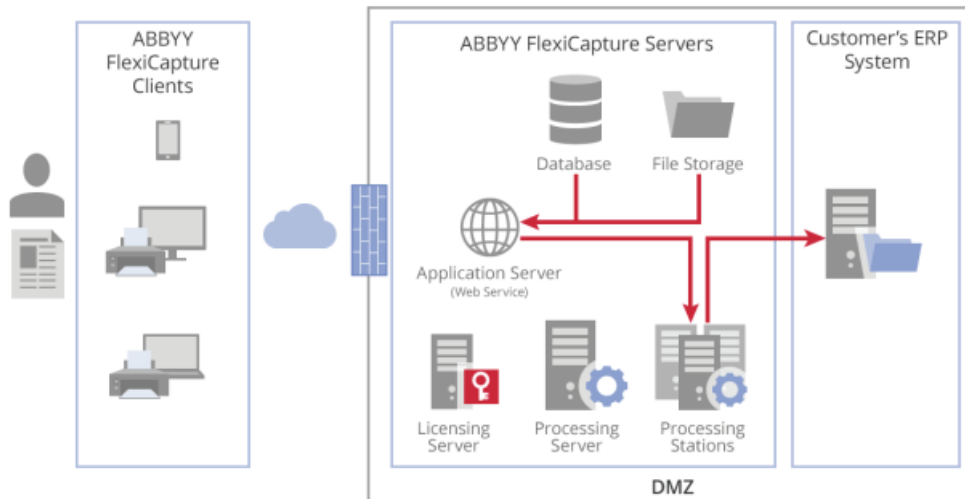 ABBYY
FlexiCapture
Clients
ABBYY FlexiCapture Servers
Database
File Storage
Application Server
(Web Service)
Licensing
Server
Processing
Server
Processing
Stations
Customer's ERP
System
DMZ